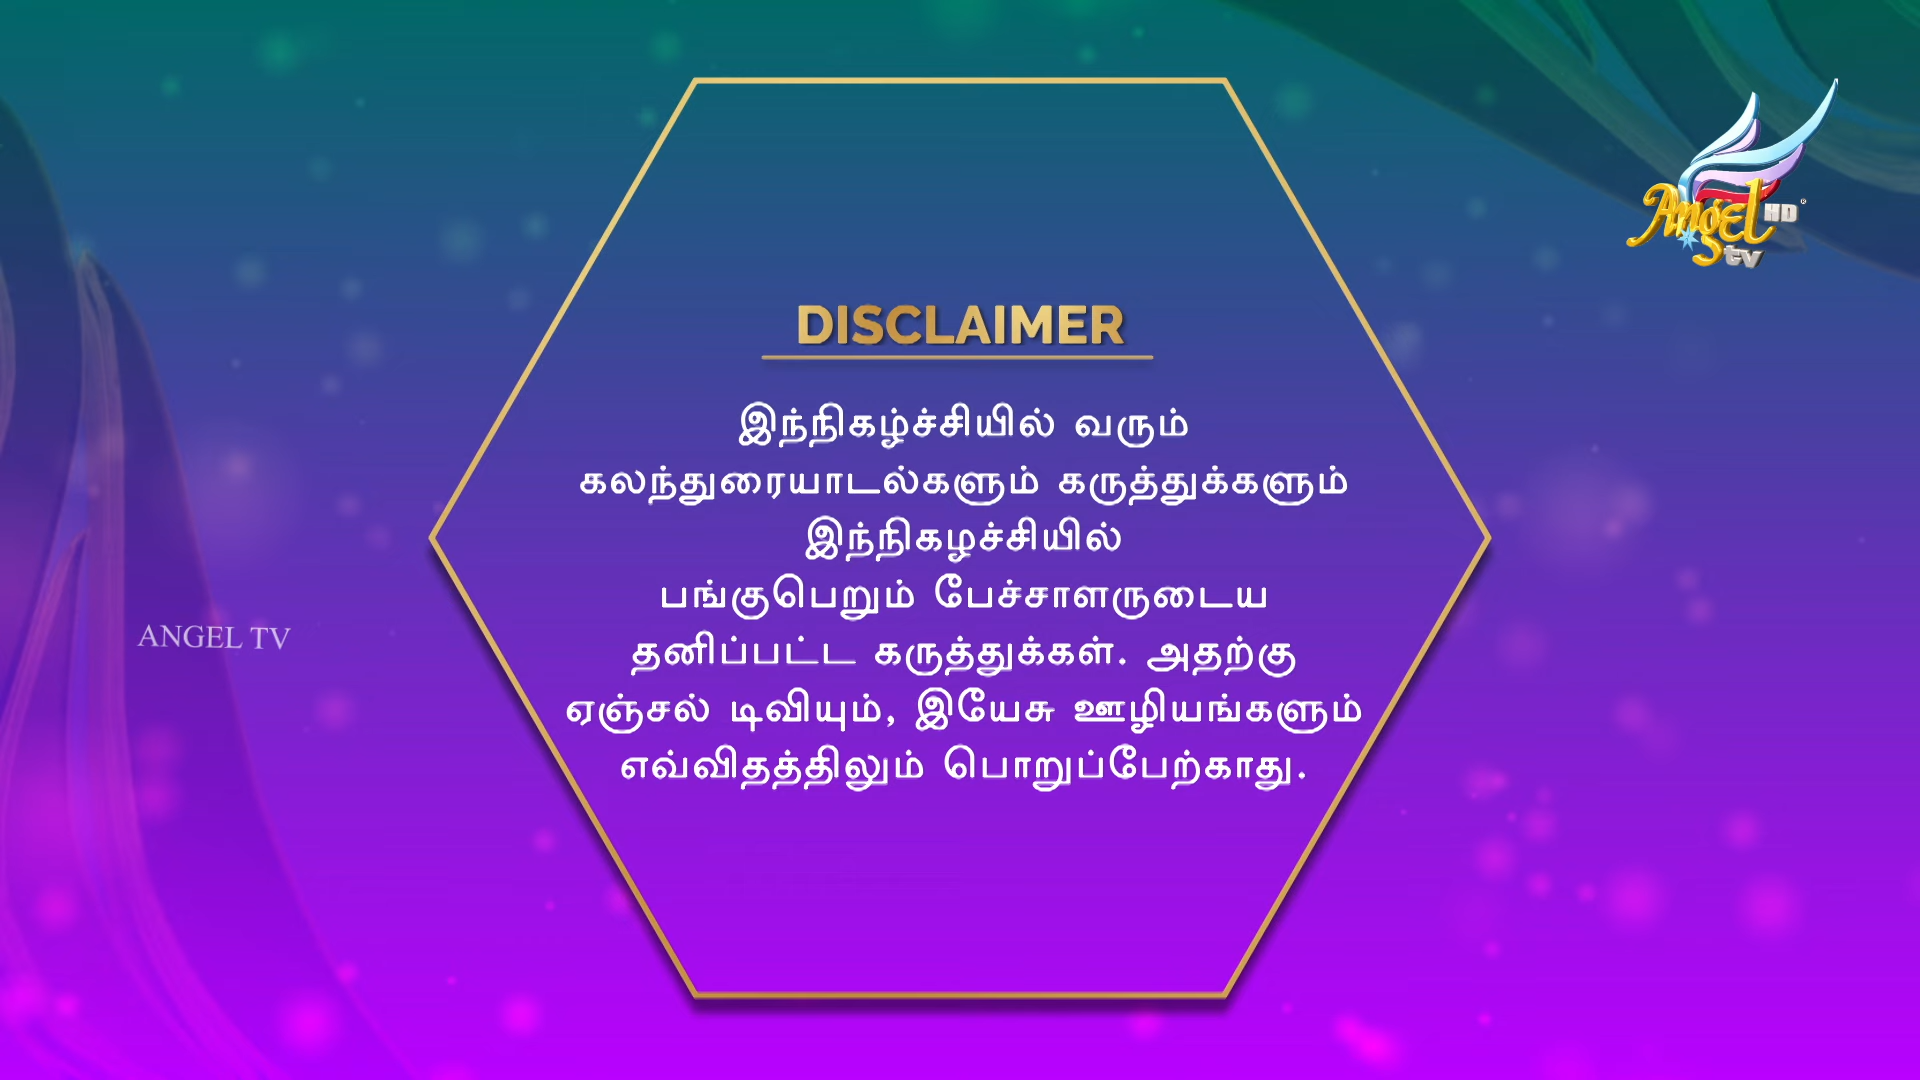 Angel HD
tv
DISCLAIMER
இந்நிகழ்ச்சியில் வரும்
கலந்துரையாடல்களும் கருத்துக்களும்
இந்நிகழச்சியில்
பங்குபெறும் பேச்சாளருடைய
தனிப்பட்ட கருத்துக்கள். அதற்கு
ஏஞ்சல் டிவியும், இயேசு ஊழியங்களும்
எவ்விதத்திலும் பொறுப்பேற்காது.
ANGEL TV